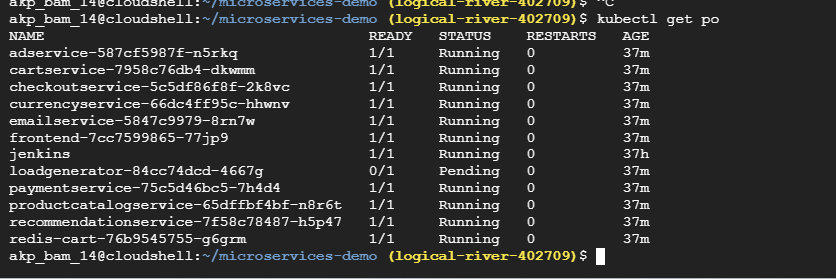 akp_bam_14@cloudshell:~/microservices-demo (logical-river-402709)$ ^C
akp_bam_14@cloudshell:~/microservices-demo (logical-river-402709)$ kubectl get po
NAME READY STATUS RESTARTS AGE
adservice-587cf5987f-n5rkq 1/1 Running 0 37m
cartservice-7958c76db4-dkwmm 1/1 Running 0 37m
checkoutservice-5c5df86f8f-2k8vc 1/1 Running 0 37m
currencyservice-66dc4ff95c-hhwnv 1/1 Running 0 37m
emailservice-5847c9979-8rn7w 1/1 Running 0 37m
frontend-7cc7599865-77jp9 1/1 Running 0 37m
jenkins 1/1 Running 0 37h
loadgenerator-84cc74dcd-4667g 0/1 Pending 0 37m
paymentservice-75c5d46bc5-7h4d4 1/1 Running 0 37m
productcatalogservice-65dffbf4bf-n8r6t 1/1 Running 0 37m
recommendationservice-7f58c78487-h5p47 1/1 Running 0 37m
redis-cart-76b9545755-g6grm 1/1 Running 0 37m
akp_bam_14@cloudshell:~/microservices-demo (logical-river-402709)$